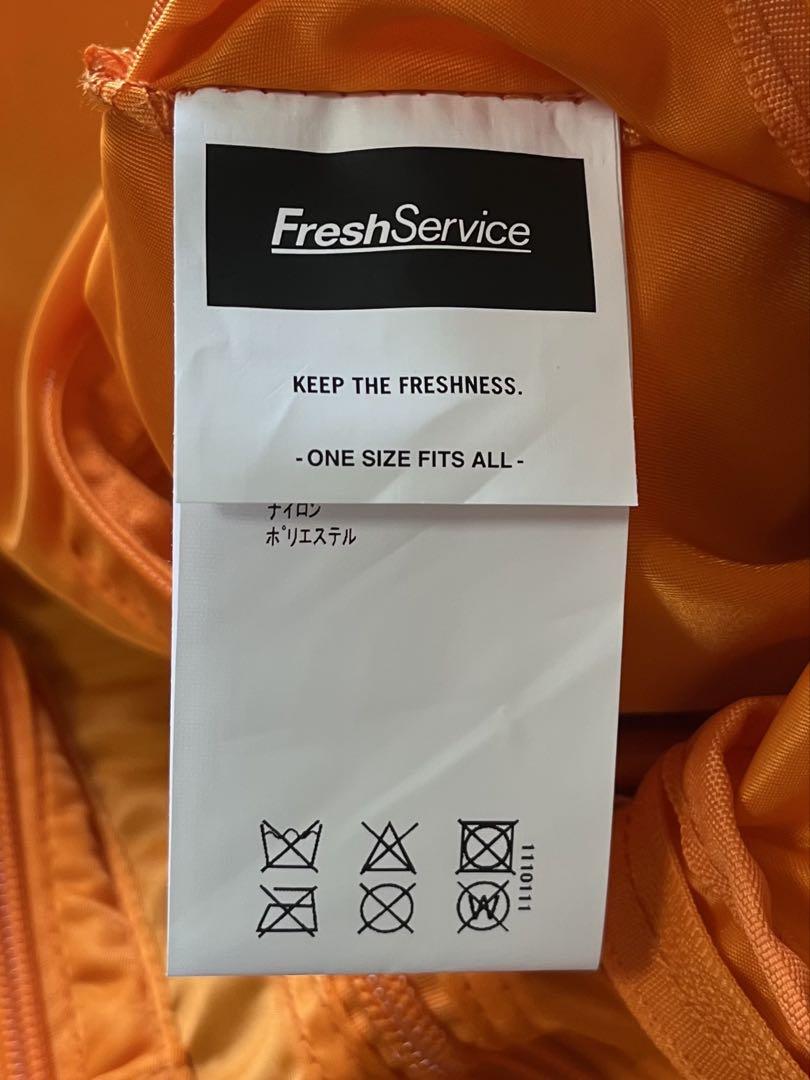 FreshService
KEEP THE FRESHNESS.
- ONE SIZE FITS ALL -
ナイロン
ポリエステル
1110111
W